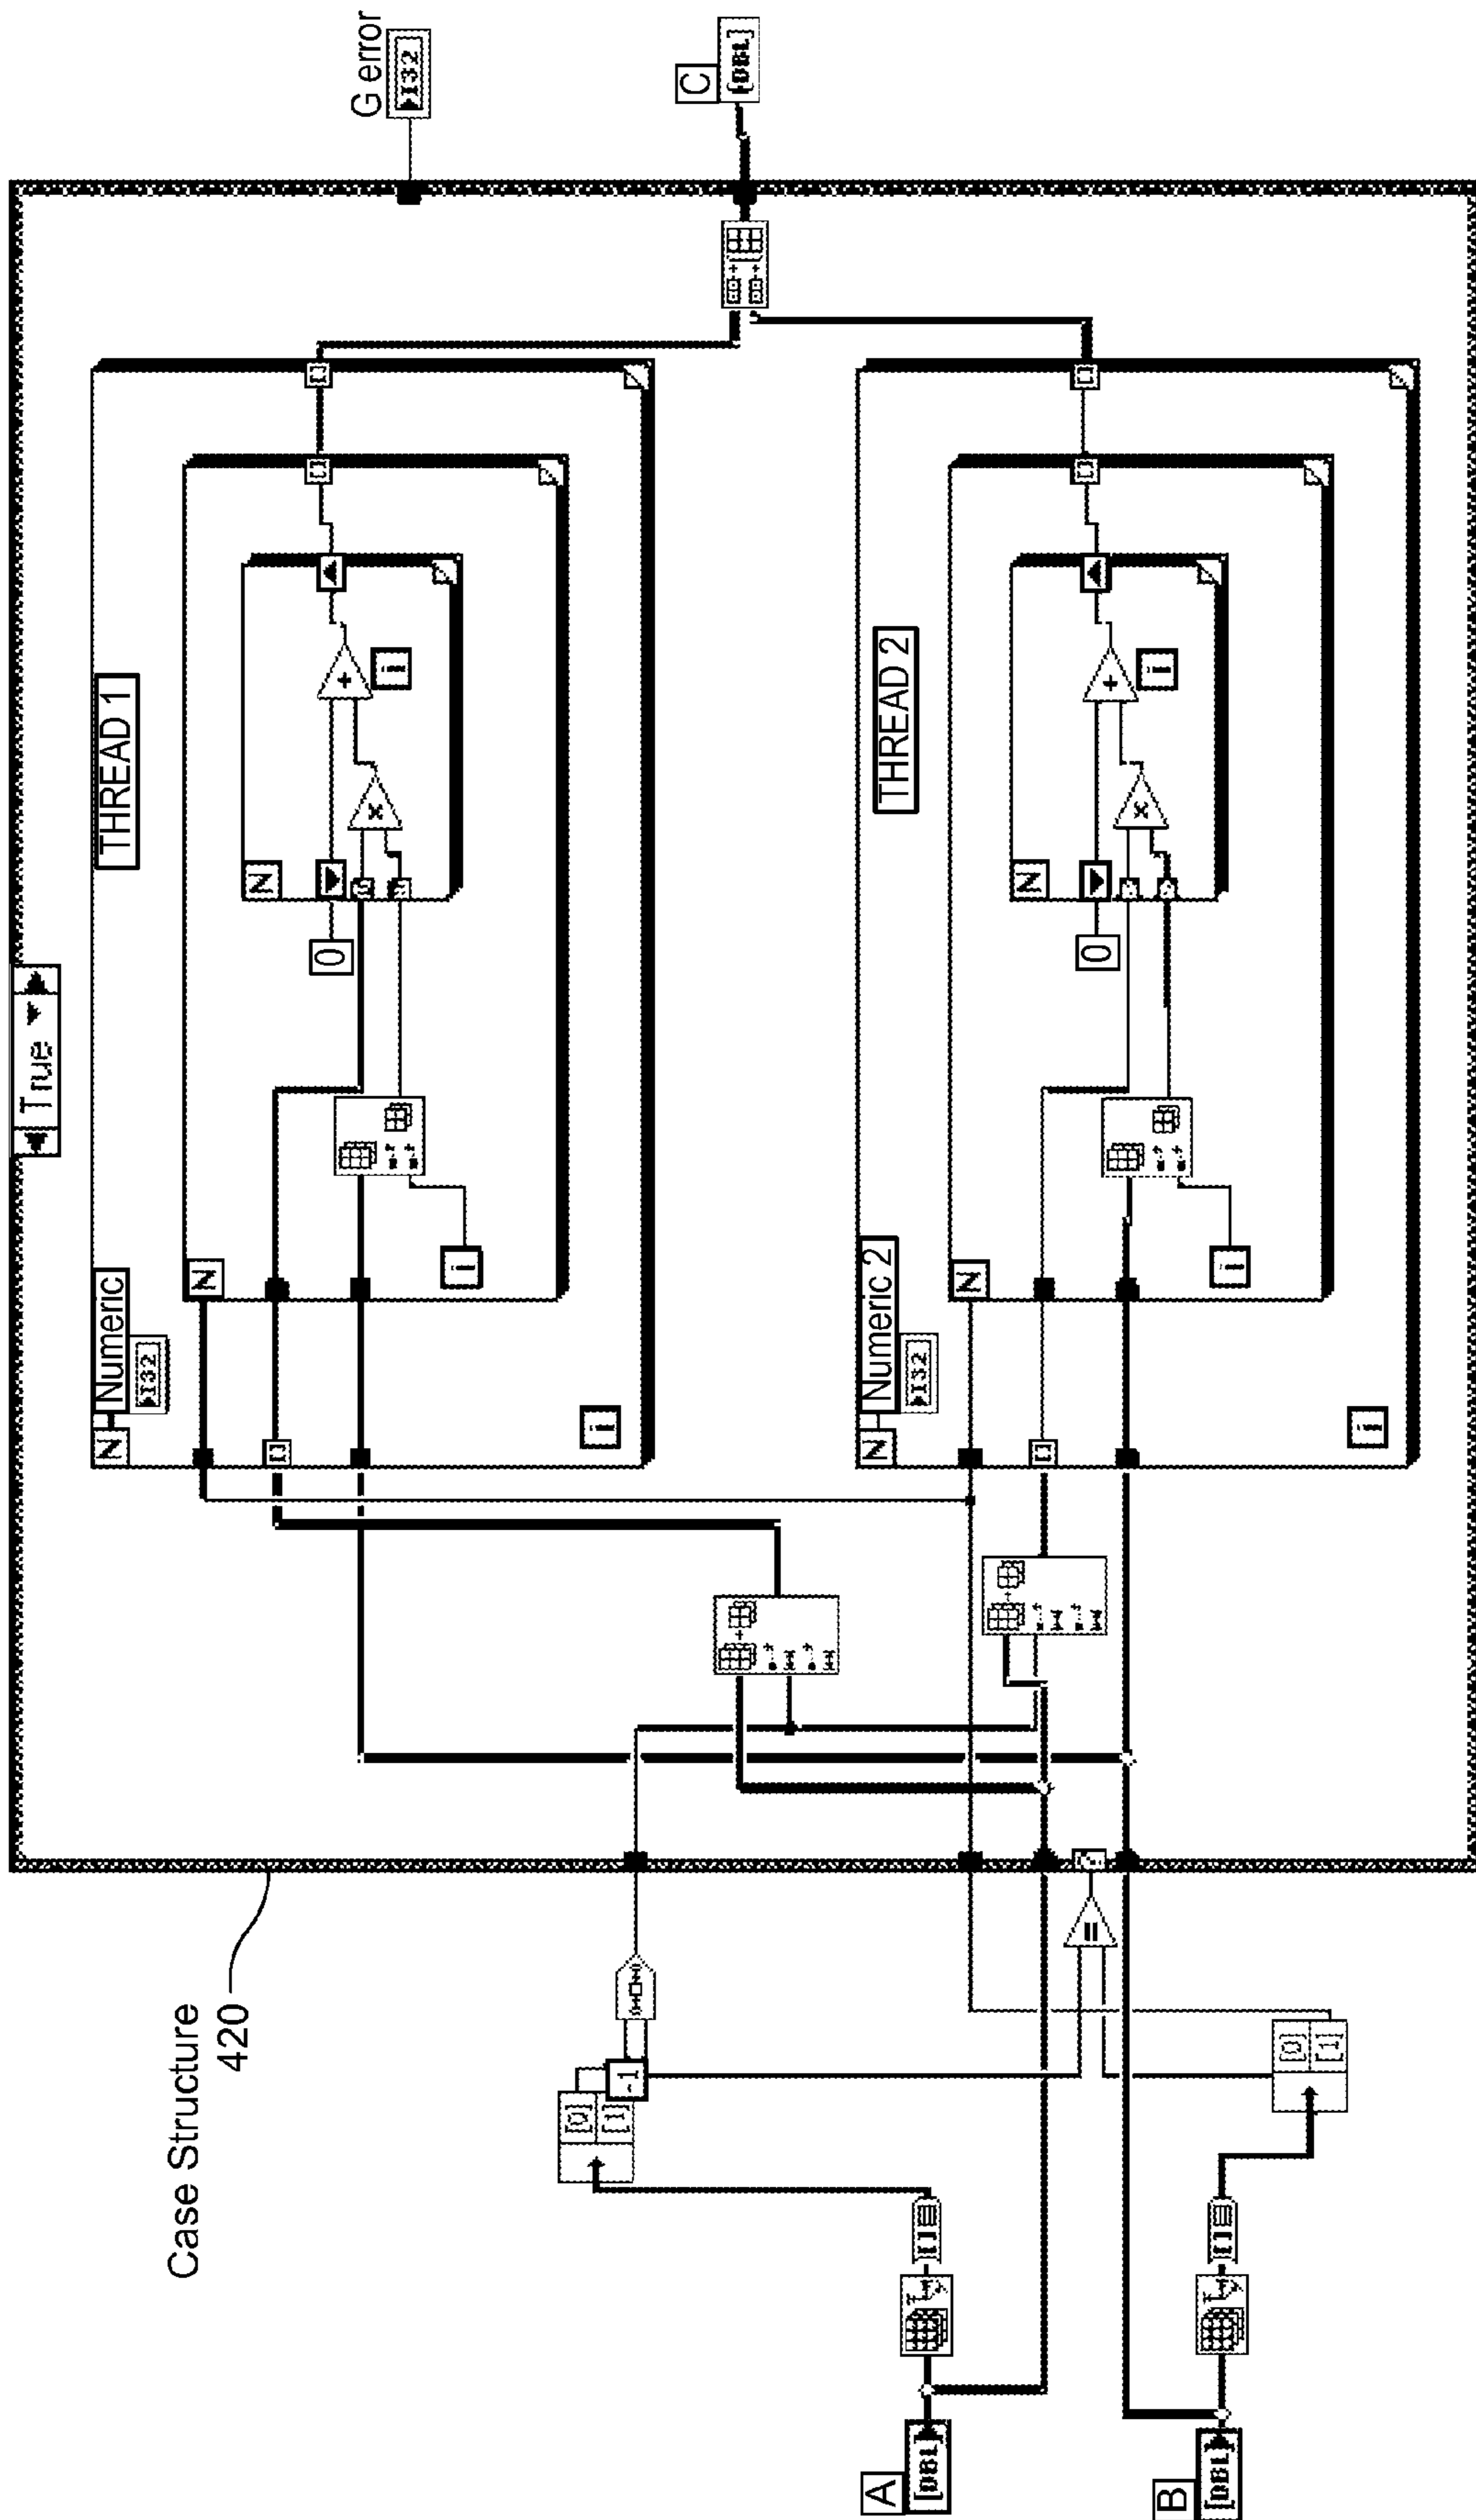 Case Structure
420
True
THREAD 1
Numeric
N
I32
N
N
0
i
i
i
x
+
THREAD 2
Numeric 2
N
I32
N
N
0
i
i
i
x
+
A
[DBL]
B
[DBL]
[0]
[1]
-1
[0]
[1]
=
G error
I32
C
[DBL]